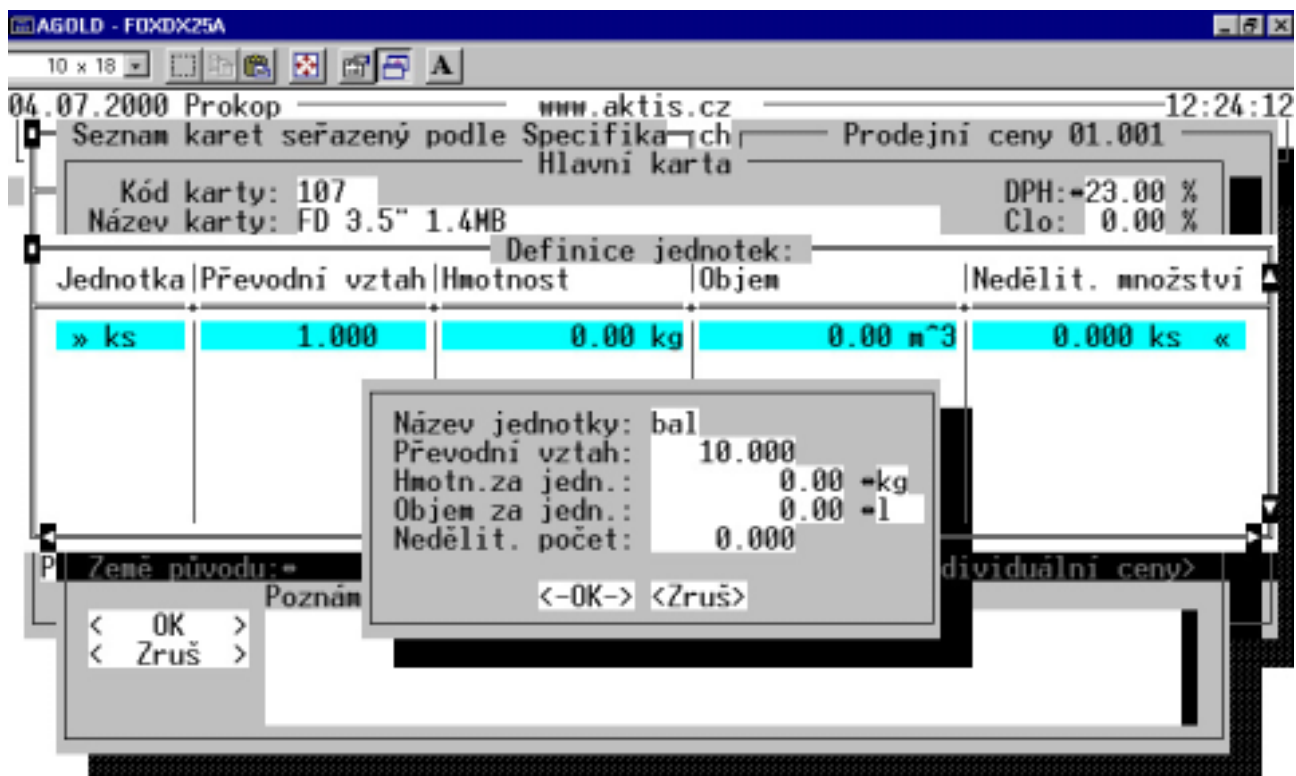 AGOLD - FOXDX25A
10 x 18
A
04.07.2000 Prokop www.aktis.cz 12:24:12
Seznam karet seřazený podle Specifika ch Prodejní ceny 01.001
Hlavní karta
Kód karty: 107 DPH: 23.00 %
Název karty: FD 3.5" 1.4MB Clo: 0.00 %
Definice jednotek:
Jednotka Převodní vztah Hmotnost Objem Nedělit. množství
» ks 1.000 0.00 kg 0.00 m^3 0.000 ks «
Název jednotky: bal
Převodní vztah: 10.000
Hmotn.za jedn.: 0.00 kg
Objem za jedn.: 0.00 l
Nedělit. počet: 0.000
<-OK-> <Zruš>
P Země původu: dividuální ceny>
Poznám
< OK >
< Zruš >